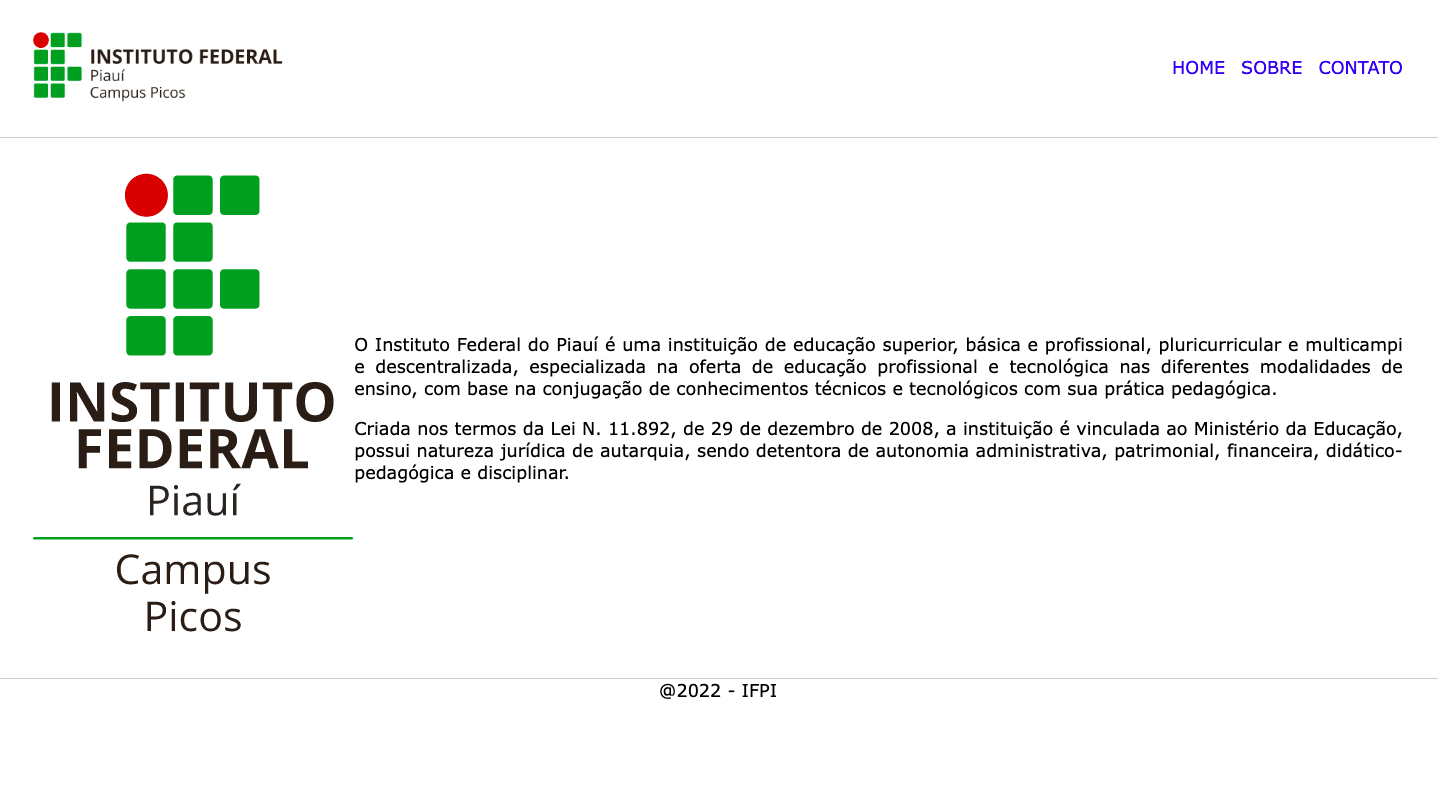 INSTITUTO FEDERAL
Piauí
Campus Picos
HOME SOBRE CONTATO
INSTITUTO
FEDERAL
Piauí
Campus
Picos
O Instituto Federal do Piauí é uma instituição de educação superior, básica e profissional, pluricurricular e multicampi
e descentralizada, especializada na oferta de educação profissional e tecnológica nas diferentes modalidades de
ensino, com base na conjugação de conhecimentos técnicos e tecnológicos com sua prática pedagógica.
Criada nos termos da Lei N. 11.892, de 29 de dezembro de 2008, a instituição é vinculada ao Ministério da Educação,
possui natureza jurídica de autarquia, sendo detentora de autonomia administrativa, patrimonial, financeira, didático-
pedagógica e disciplinar.
@2022 - IFPI